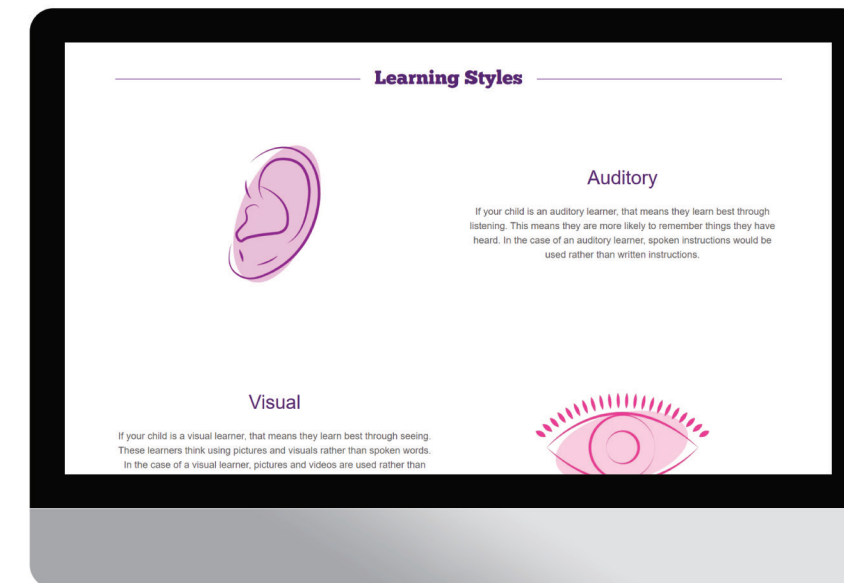 Learning Styles
Auditory
If your child is an auditory learner, that means they learn best through
listening. This means they are more likely to remember things they have
heard. In the case of an auditory learner, spoken instructions would be
used rather than written instructions.
Visual
If your child is a visual learner, that means they learn best through seeing.
These learners think using pictures and visuals rather than spoken words.
In the case of a visual learner, pictures and videos are used rather than